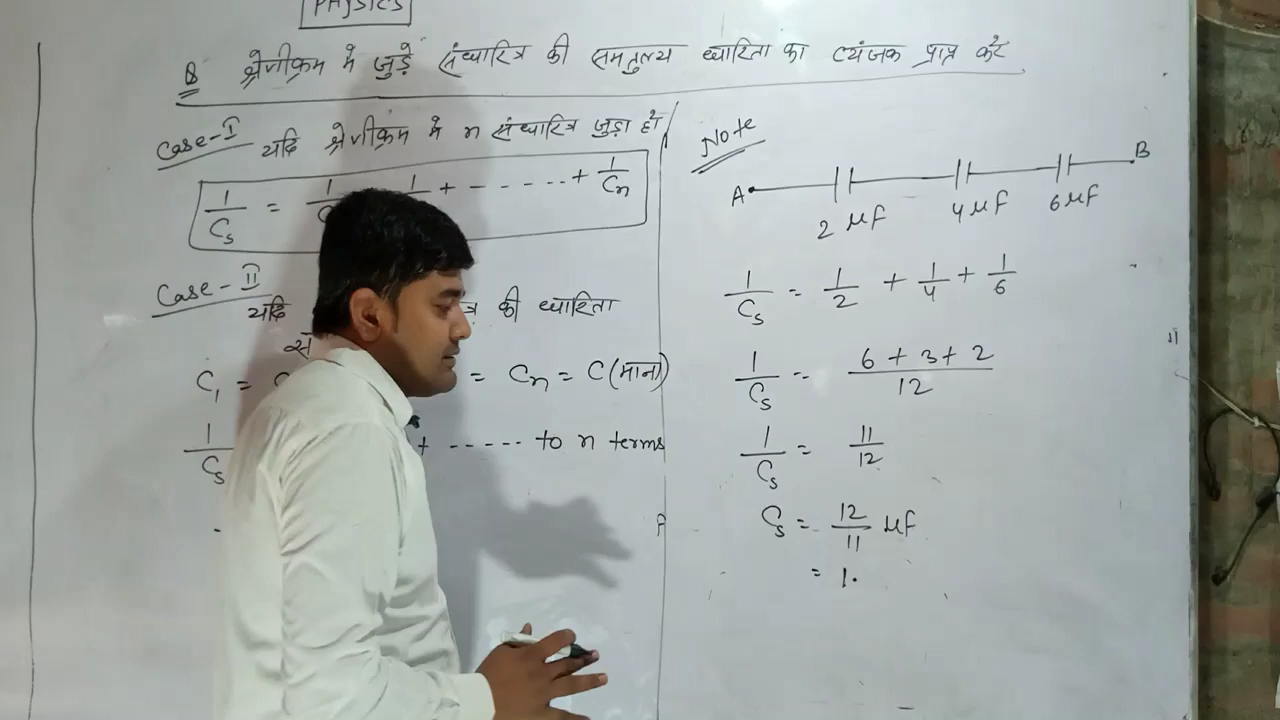 PHYSICS
Q श्रेणीक्रम में जुड़े संधारित्र की समतुल्य धारिता का व्यंजक प्राप्त करें
Case-I यदि श्रेणीक्रम में n संधारित्र जुड़ा हो,
1/Cs = 1/ 1/ + ------ + 1/Cn
Case-II
यदि की धारिता
C1 = = Cn = C (माना)
1/Cs + ----- to n terms
Note
A B
2 μf 4 μf 6 μf
1/Cs = 1/2 + 1/4 + 1/6
1/Cs = (6 + 3 + 2)/12
1/Cs = 11/12
Cs = 12/11 μf
= 1.